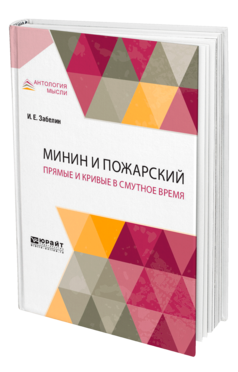 АНТОЛОГИЯ
МЫСЛИ
И. Е. Забелин
МИНИН И ПОЖАРСКИЙ
ПРЯМЫЕ И КРИВЫЕ В СМУТНОЕ ВРЕМЯ
юрайт